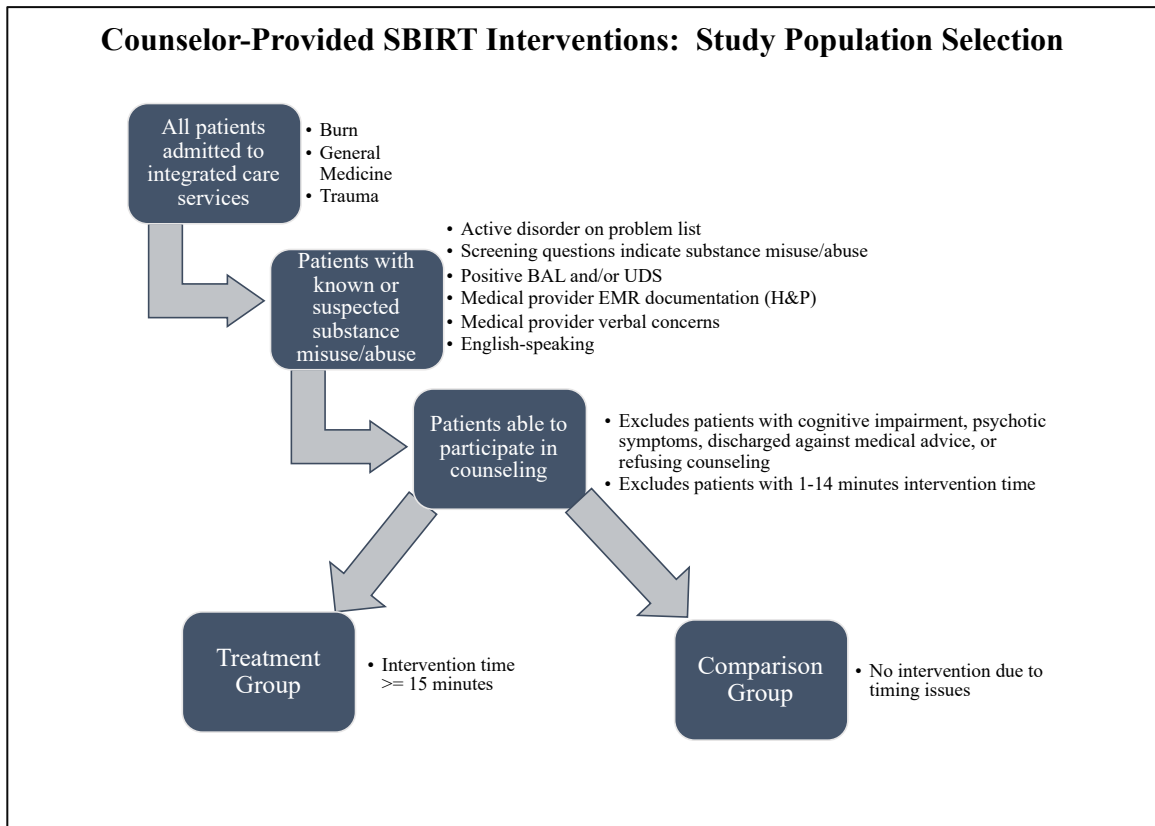 Counselor-Provided SBIRT Interventions:  Study Population Selection
All patients
admitted to
integrated care
services
• Burn
• General
Medicine
• Trauma
Patients with
known or
suspected
substance
misuse/abuse
• Active disorder on problem list
• Screening questions indicate substance misuse/abuse
• Positive BAL and/or UDS
• Medical provider EMR documentation (H&P)
• Medical provider verbal concerns
• English-speaking
Patients able to
participate in
counseling
• Excludes patients with cognitive impairment, psychotic
symptoms, discharged against medical advice, or
refusing counseling
• Excludes patients with 1-14 minutes intervention time
Treatment
Group
• Intervention time
>= 15 minutes
Comparison
Group
• No intervention due to
timing issues